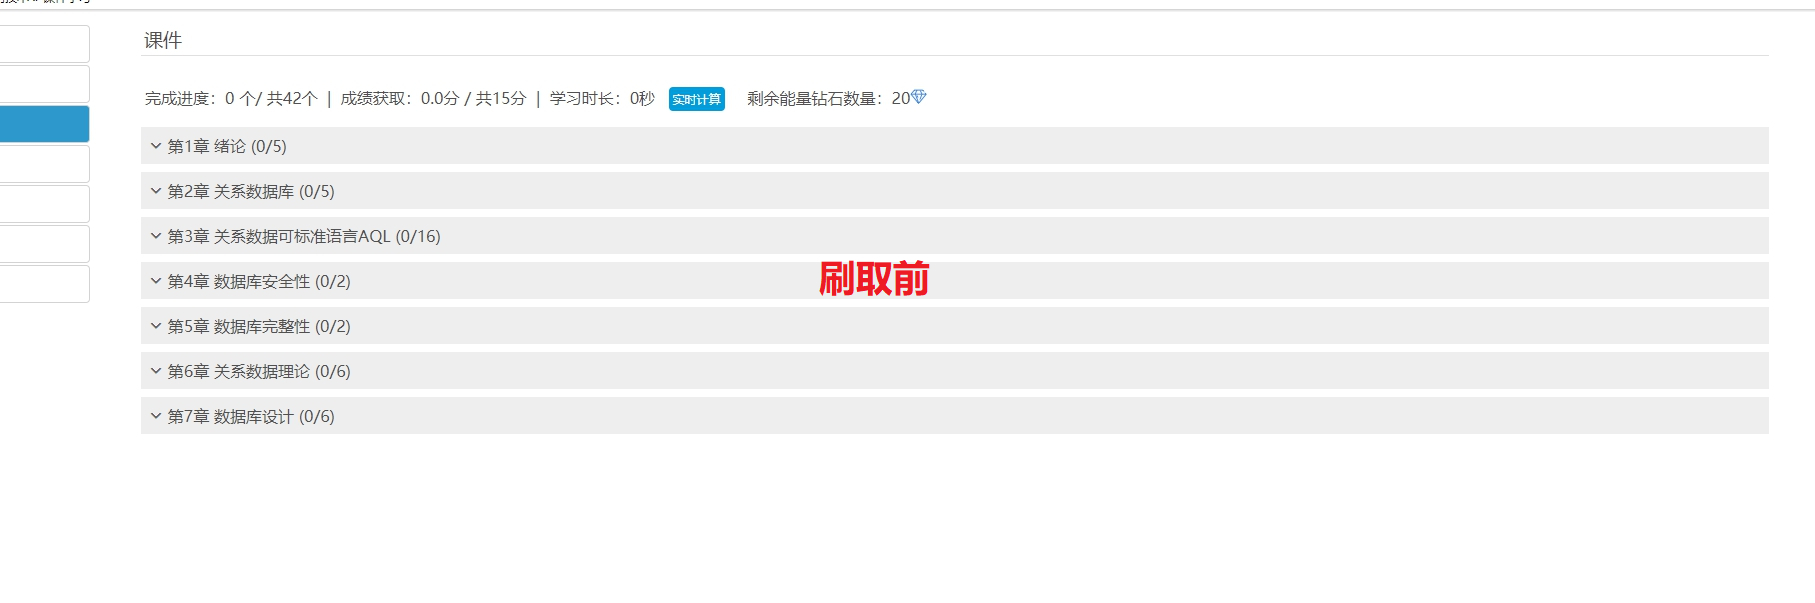 课件
完成进度：0 个/ 共42个 | 成绩获取：0.0分 / 共15分 | 学习时长：0秒 实时计算 剩余能量钻石数量：20
第1章 绪论 (0/5)
第2章 关系数据库 (0/5)
第3章 关系数据可标准语言AQL (0/16)
第4章 数据库安全性 (0/2)
刷取前
第5章 数据库完整性 (0/2)
第6章 关系数据理论 (0/6)
第7章 数据库设计 (0/6)